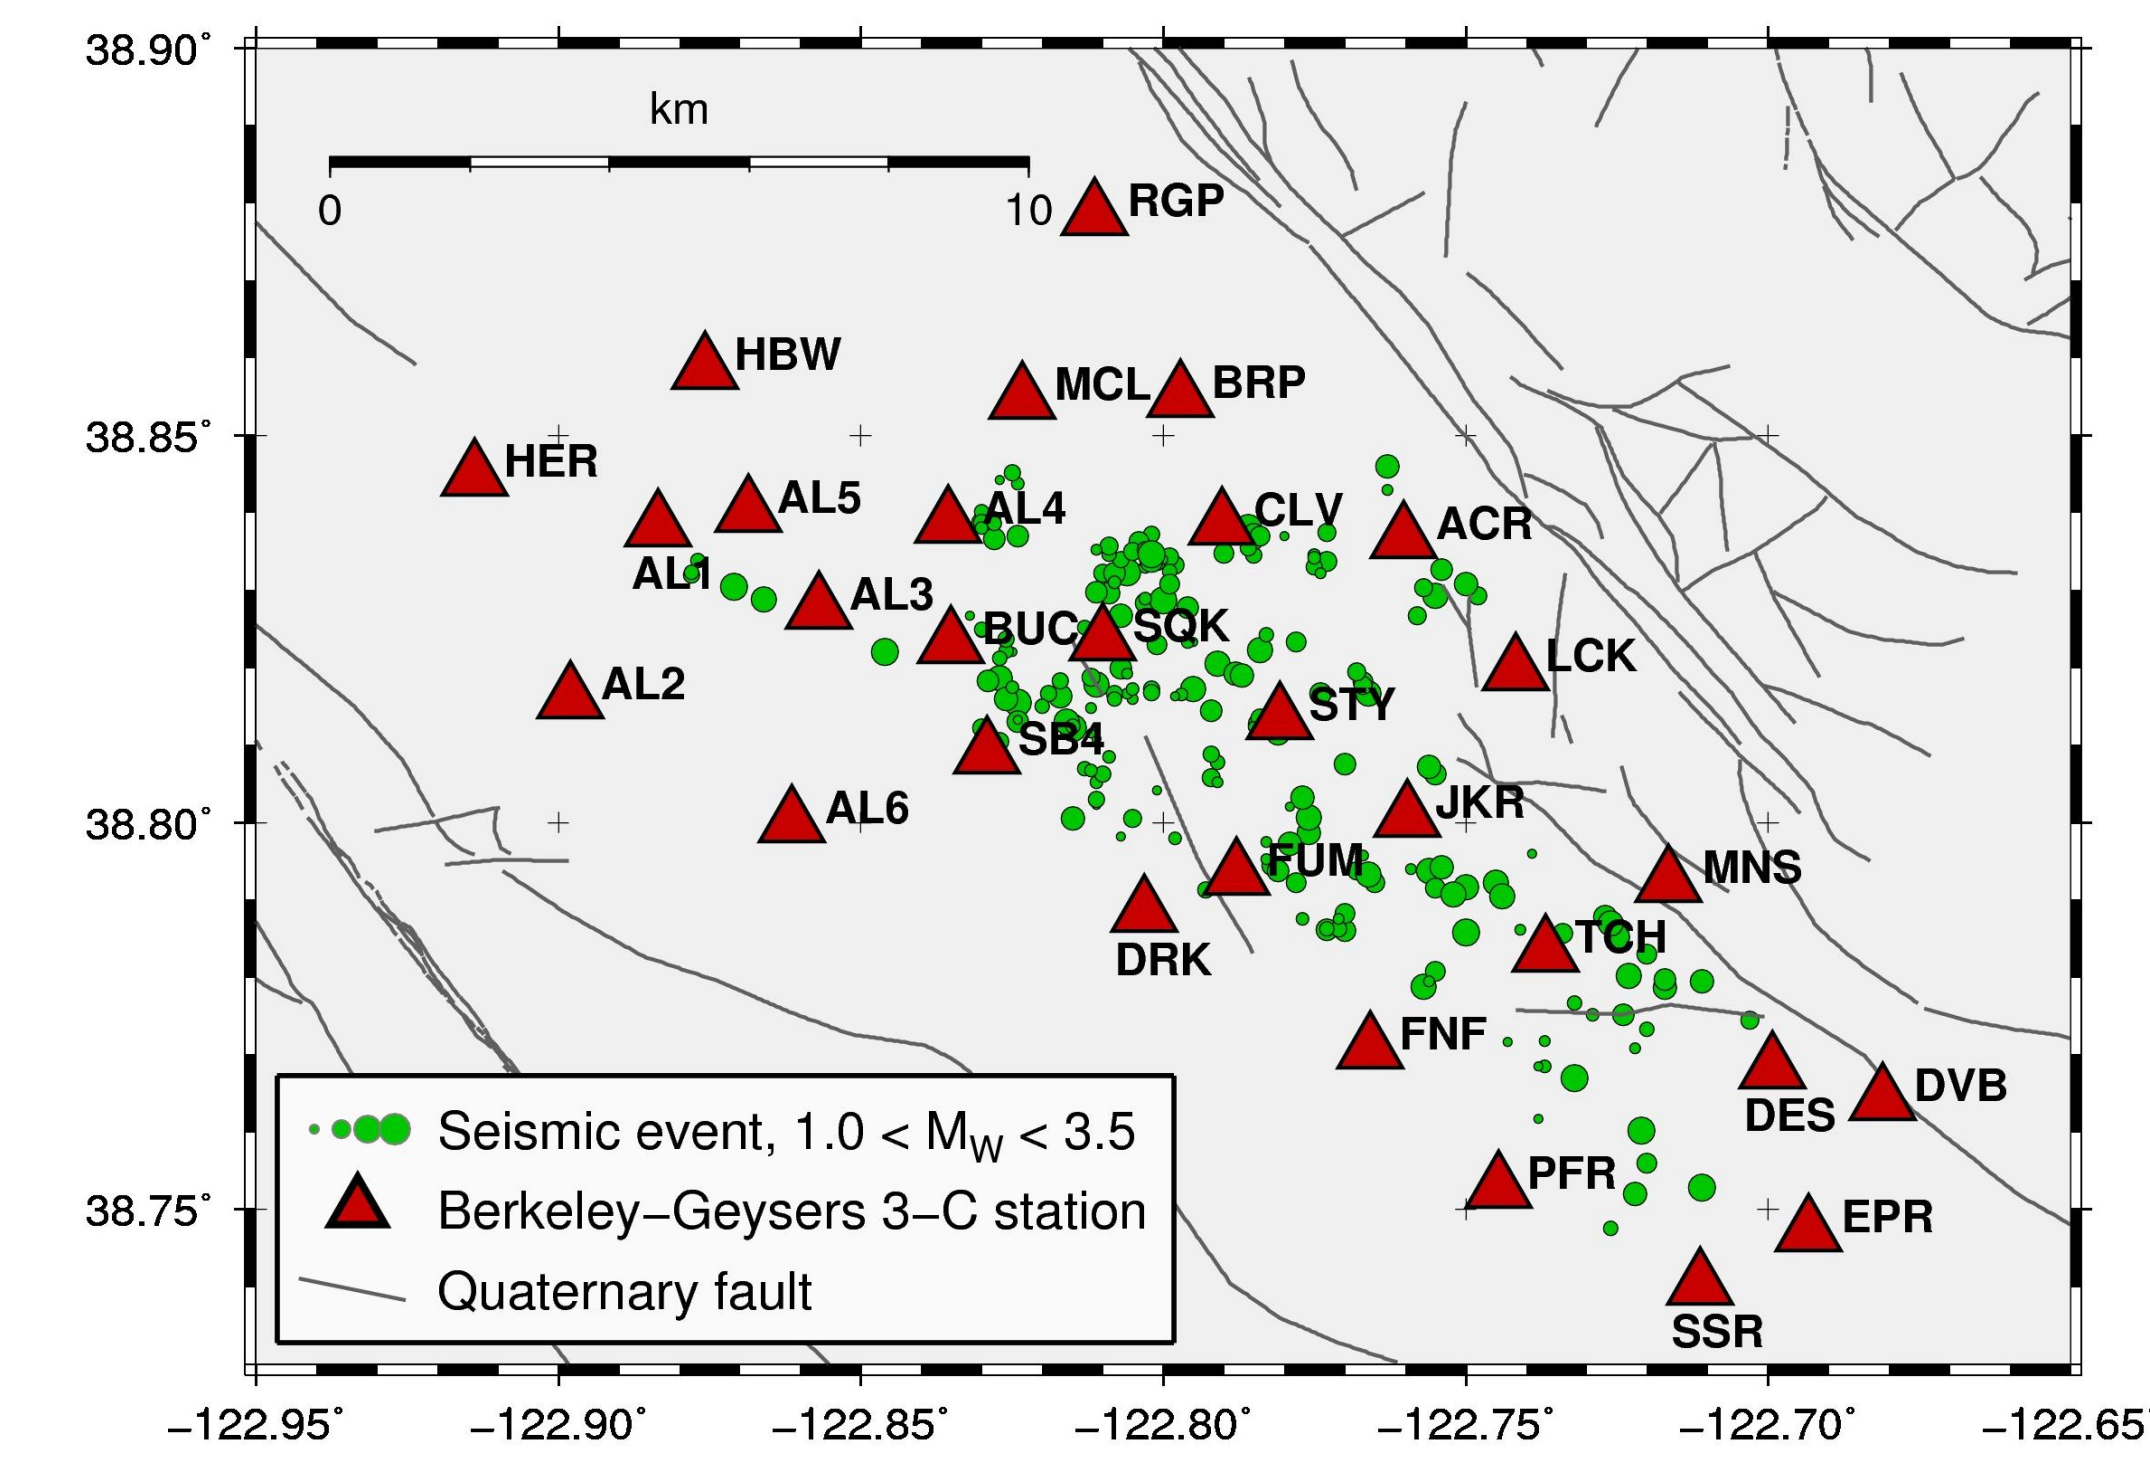 38.90°
km
0
10
RGP
HBW
MCL
BRP
38.85°
HER
AL5
AL4
CLV
ACR
AL1
AL3
BUC
SQK
LCK
AL2
STY
SB4
38.80°
AL6
JKR
FUM
MNS
TCH
DRK
FNF
DVB
DES
Seismic event, 1.0 < MW < 3.5
PFR
38.75°
Berkeley–Geysers 3–C station
EPR
Quaternary fault
SSR
−122.95°
−122.90°
−122.85°
−122.80°
−122.75°
−122.70°
−122.65°